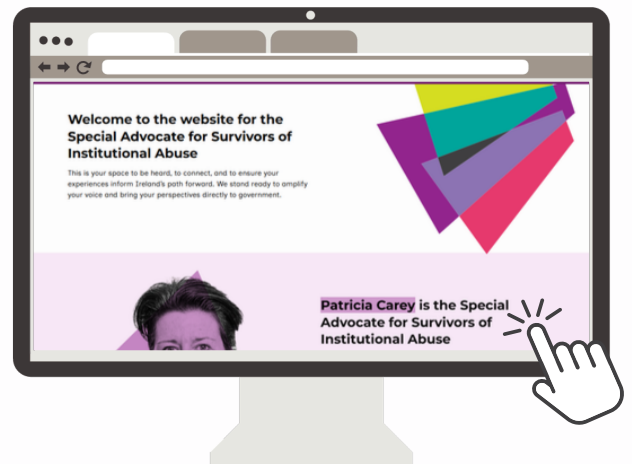 Welcome to the website for the
Special Advocate for Survivors of
Institutional Abuse
This is your space to be heard, to connect, and to ensure your
experiences inform Ireland's path forward. We stand ready to amplify
your voice and bring your perspectives directly to government.
Patricia Carey is the Special
Advocate for Survivors of
Institutional Abuse